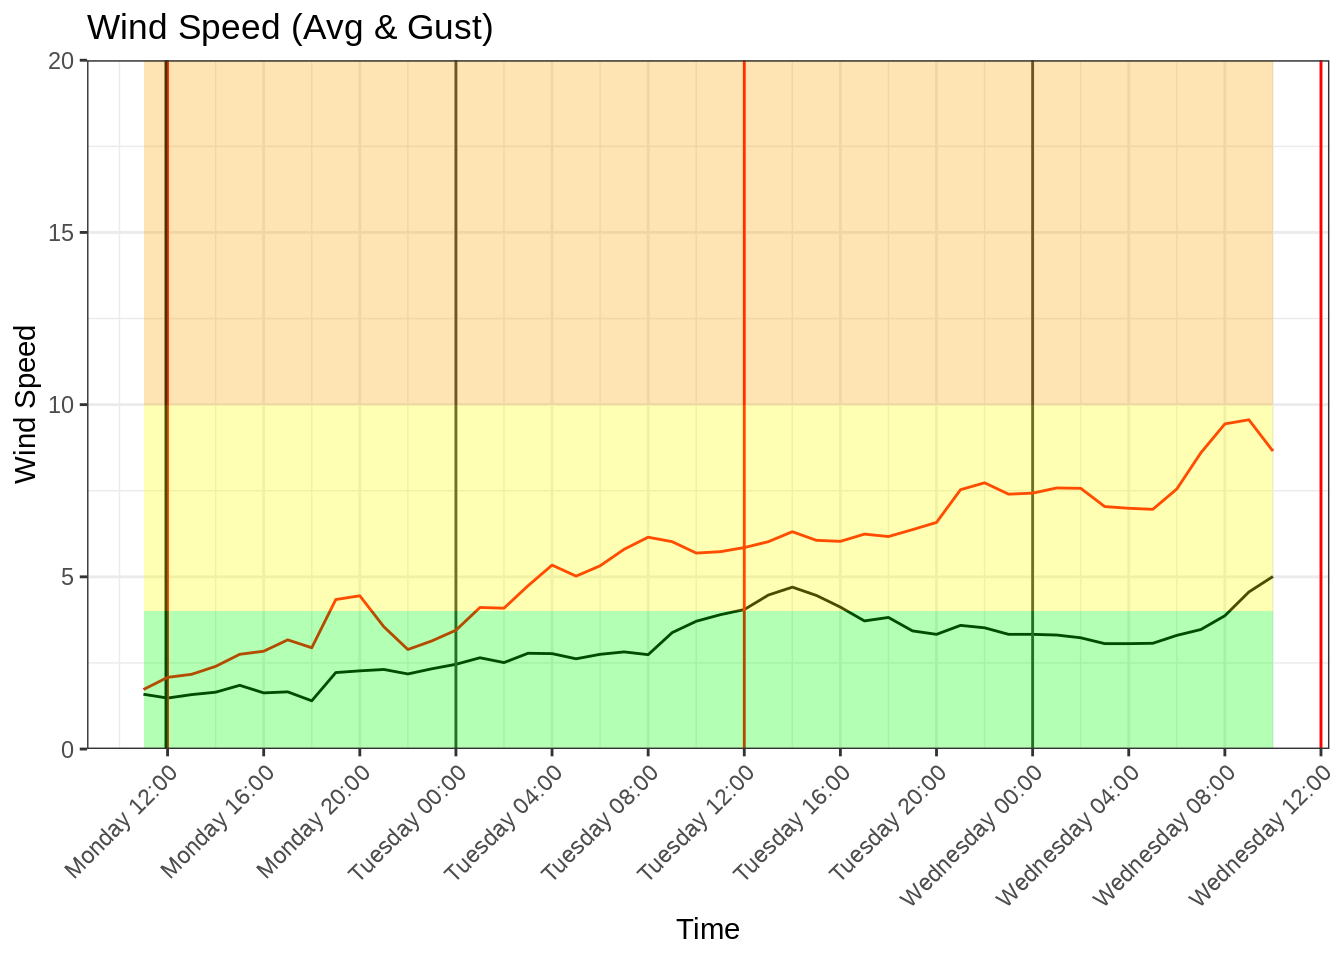 Wind Speed (Avg & Gust)
Wind Speed
20
15
10
5
0
Monday 12:00
Monday 16:00
Monday 20:00
Tuesday 00:00
Tuesday 04:00
Tuesday 08:00
Tuesday 12:00
Tuesday 16:00
Tuesday 20:00
Wednesday 00:00
Wednesday 04:00
Wednesday 08:00
Wednesday 12:00
Time